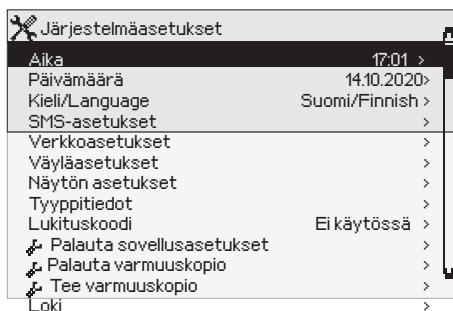 Järjestelmäasetukset
Aika 17:01 >
Päivämäärä 14.10.2020>
Kieli/Language Suomi/Finnish >
SMS-asetukset >
Verkkoasetukset >
Väyläasetukset >
Näytön asetukset >
Tyyppitiedot >
Lukituskoodi Ei käytössä >
Palauta sovellusasetukset >
Palauta varmuuskopio >
Tee varmuuskopio >
Loki >